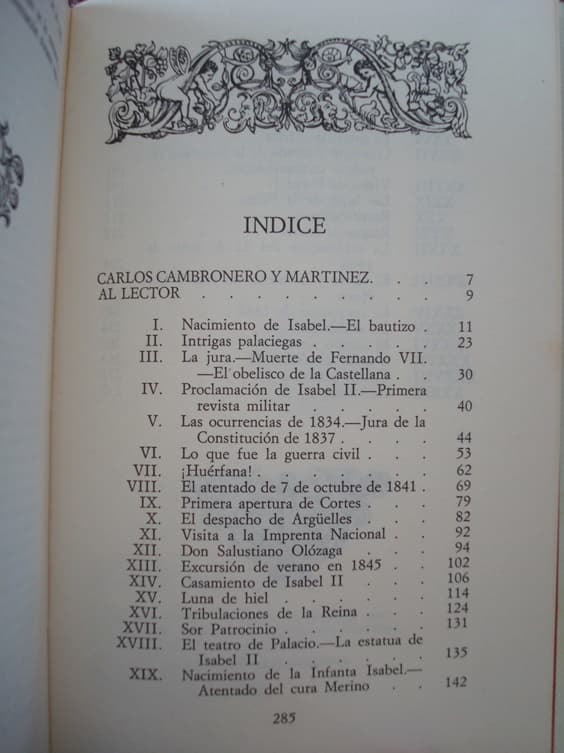 INDICE
CARLOS CAMBRONERO Y MARTINEZ. . . 7
AL LECTOR . . . . . . . . . 9
I. Nacimiento de Isabel.—El bautizo . 11
II. Intrigas palaciegas . . . . . 23
III. La jura.—Muerte de Fernando VII.
—El obelisco de la Castellana . . 30
IV. Proclamación de Isabel II.—Primera
revista militar . . . . . 40
V. Las ocurrencias de 1834.—Jura de la
Constitución de 1837 . . . . 44
VI. Lo que fue la guerra civil . . . 53
VII. ¡Huérfana! . . . . . . . 62
VIII. El atentado de 7 de octubre de 1841 . 69
IX. Primera apertura de Cortes . . . 79
X. El despacho de Argüelles . . . 82
XI. Visita a la Imprenta Nacional . . 92
XII. Don Salustiano Olózaga . . . 94
XIII. Excursión de verano en 1845 . . 102
XIV. Casamiento de Isabel II . . . 106
XV. Luna de hiel . . . . . . 114
XVI. Tribulaciones de la Reina . . . 124
XVII. Sor Patrocinio . . . . . . 131
XVIII. El teatro de Palacio.—La estatua de
Isabel II . . . . . . 135
XIX. Nacimiento de la Infanta Isabel.—
Atentado del cura Merino . . 142
285